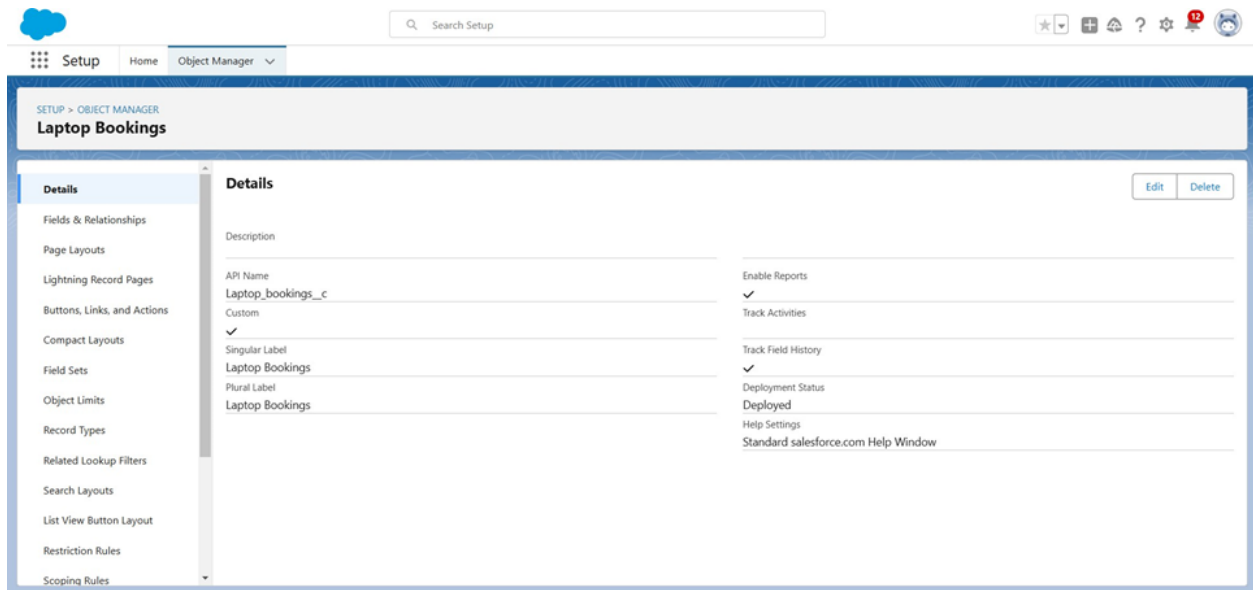 Search Setup
12
Setup
Home
Object Manager
SETUP > OBJECT MANAGER
Laptop Bookings
Details
Fields & Relationships
Page Layouts
Lightning Record Pages
Buttons, Links, and Actions
Compact Layouts
Field Sets
Object Limits
Record Types
Related Lookup Filters
Search Layouts
List View Button Layout
Restriction Rules
Scoping Rules
Details
Edit
Delete
Description
API Name
Laptop_bookings__c
Custom
Singular Label
Laptop Bookings
Plural Label
Laptop Bookings
Enable Reports
Track Activities
Track Field History
Deployment Status
Deployed
Help Settings
Standard salesforce.com Help Window